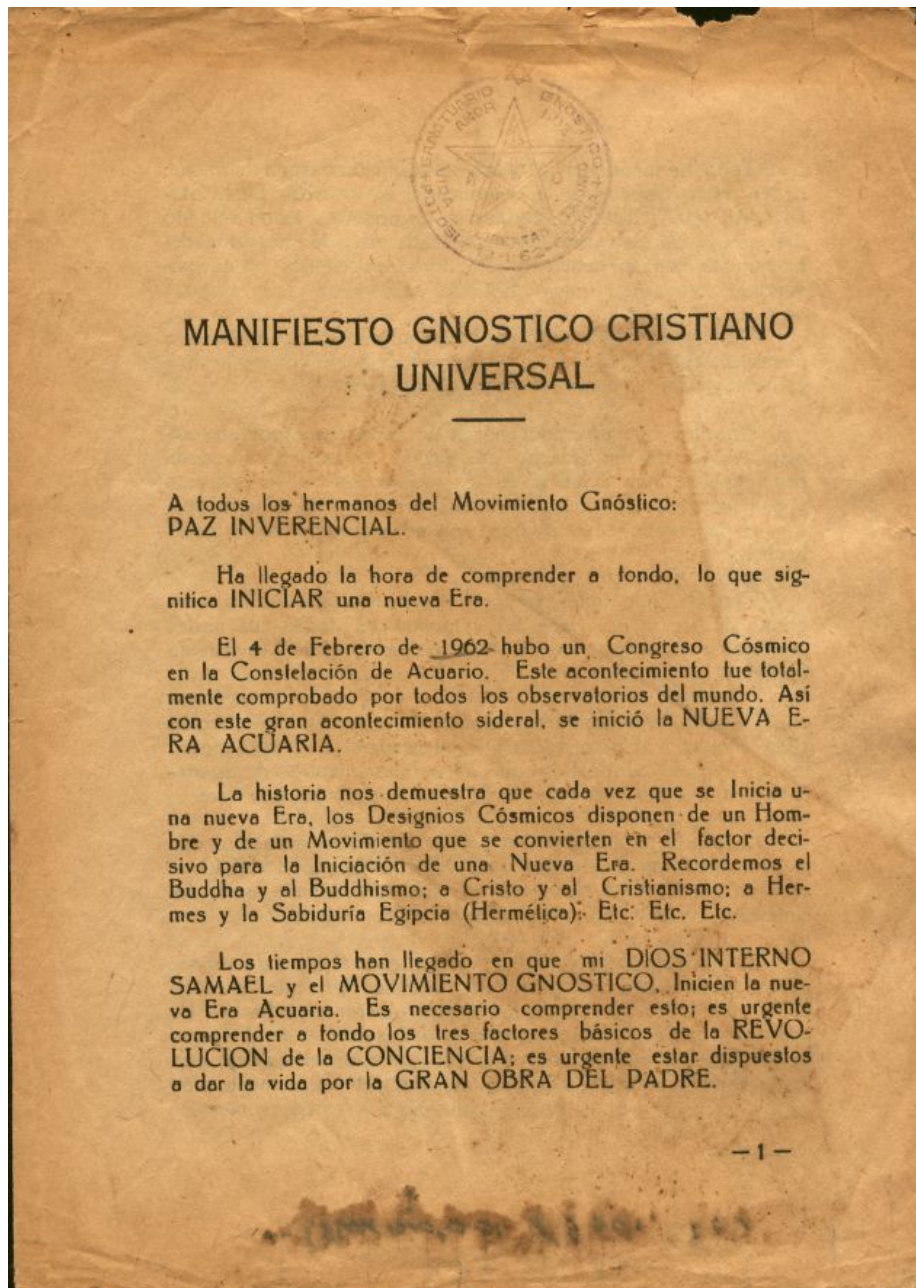 MANIFIESTO GNOSTICO CRISTIANO
UNIVERSAL
A todos los hermanos del Movimiento Gnóstico:
PAZ INVERENCIAL.
Ha llegado la hora de comprender a fondo, lo que sig-
nifica INICIAR una nueva Era.
El 4 de Febrero de 1962 hubo un Congreso Cósmico
en la Constelación de Acuario. Este acontecimiento fue total-
mente comprobado por todos los observatorios del mundo. Así
con este gran acontecimiento sideral, se inició la NUEVA E-
RA ACUARIA.
La historia nos demuestra que cada vez que se Inicia u-
na nueva Era, los Designios Cósmicos disponen de un Hom-
bre y de un Movimiento que se convierten en el factor deci-
sivo para la Iniciación de una Nueva Era. Recordemos el
Buddha y al Buddhismo; a Cristo y al Cristianismo; a Her-
mes y la Sabiduría Egipcia (Hermética): Etc: Etc. Etc.
Los tiempos han llegado en que mi DIOS INTERNO
SAMAEL y el MOVIMIENTO GNOSTICO, Inicien la nue-
va Era Acuaria. Es necesario comprender esto; es urgente
comprender a fondo los tres factores básicos de la REVO-
LUCION de la CONCIENCIA; es urgente estar dispuestos
a dar la vida por la GRAN OBRA DEL PADRE.
— 1 —